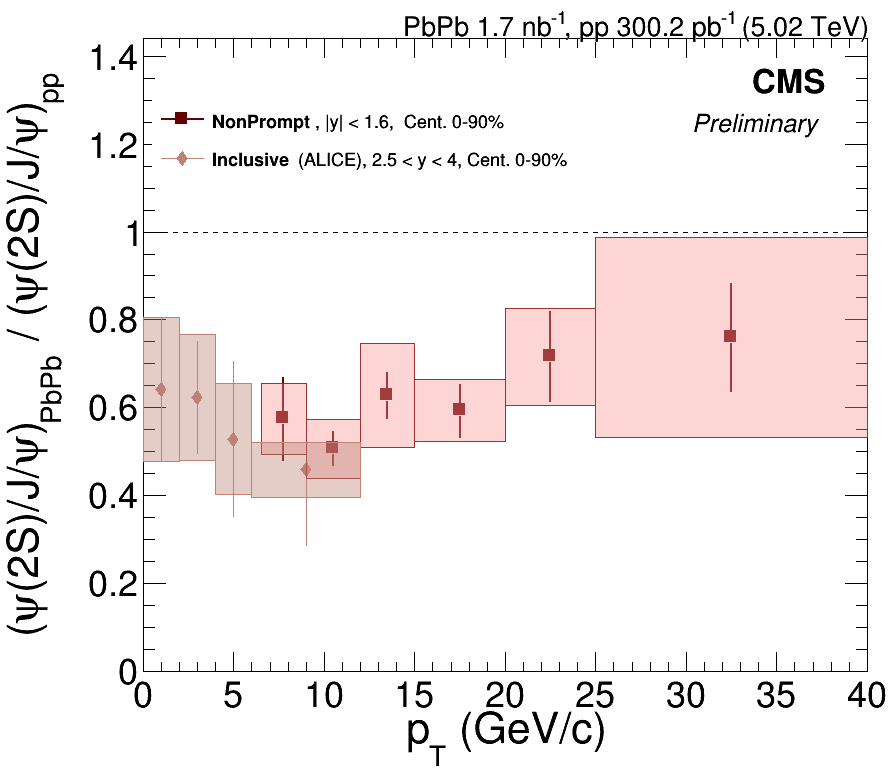 PbPb 1.7 nb-1, pp 300.2 pb-1 (5.02 TeV)
CMS
Preliminary
NonPrompt , |y| < 1.6, Cent. 0-90%
Inclusive (ALICE), 2.5 < y < 4, Cent. 0-90%
(ψ(2S)/J/ψ)PbPb / (ψ(2S)/J/ψ)pp
1.4
1.2
1
0.8
0.6
0.4
0.2
0
0 5 10 15 20 25 30 35 40
pT (GeV/c)